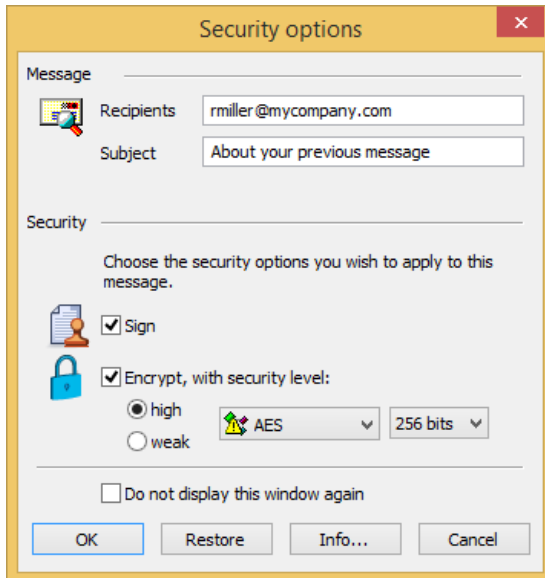 Security options
Message
Recipients rmiller@mycompany.com
Subject About your previous message
Security
Choose the security options you wish to apply to this
message.
Sign
Encrypt, with security level:
high AES 256 bits
weak
Do not display this window again
OK Restore Info... Cancel